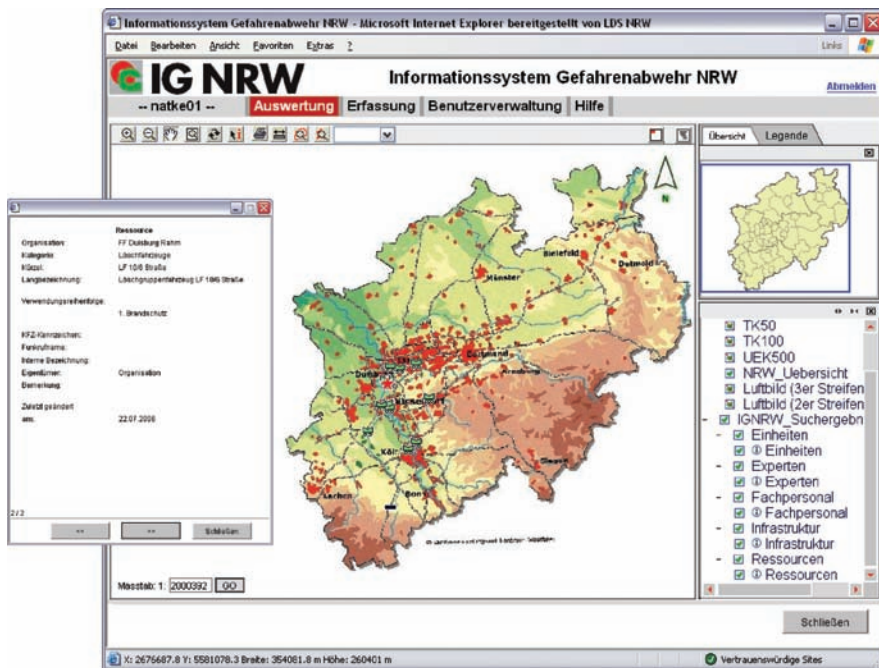 Informationssystem Gefahrenabwehr NRW - Microsoft Internet Explorer bereitgestellt von LDS NRW
Datei Bearbeiten Ansicht Favoriten Extras ?
Links
IG NRW
Informationssystem Gefahrenabwehr NRW
Abmelden
-- natke01 --
Auswertung
Erfassung
Benutzerverwaltung
Hilfe
Übersicht
Legende
N
Münster
Bielefeld
Detmold
Dortmund
Arnsberg
Köln
Siegen
Aachen
Bonn
Ressource
Organisation: FF Duisburg Rahm
Kategorie Löschfahrzeuge
Kürzel: LF 10/6 Straße
Langbezeichnung: Löschgruppenfahrzeug LF 10/6 Straße
Verwendungsreihenfolge:
1. Brandschutz
KFZ-Kennzeichen:
Funkrufname:
Interne Bezeichnung:
Eigentümer: Organisation
Bemerkung:
Zuletzt geändert
am: 22.07.2006
2 / 2
Schließen
TK50
TK100
UEK500
NRW_Uebersicht
Luftbild (3er Streifen
Luftbild (2er Streifen
IGNRW_Suchergebn
Einheiten
Einheiten
Experten
Experten
Fachpersonal
Fachpersonal
Infrastruktur
Infrastruktur
Ressourcen
Ressourcen
Masstab: 1: 2000392 GO
Schließen
X: 2676687.8 Y: 5581078.3 Breite: 354081.8 m Höhe: 260401 m
Vertrauenswürdige Sites